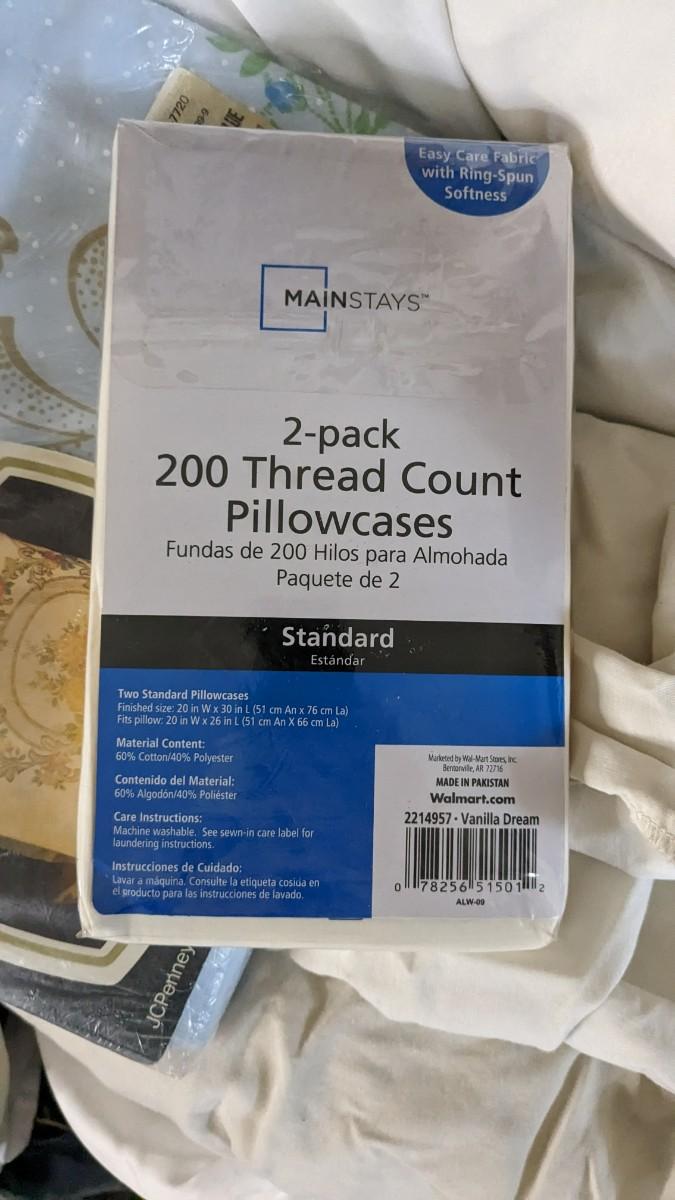 7720
Easy Care Fabric
with Ring-Spun
Softness
MAINSTAYS™
2-pack
200 Thread Count
Pillowcases
Fundas de 200 Hilos para Almohada
Paquete de 2
Standard
Estándar
Two Standard Pillowcases
Finished size: 20 in W x 30 in L (51 cm An x 76 cm La)
Fits pillow: 20 in W x 26 in L (51 cm An X 66 cm La)
Material Content:
60% Cotton/40% Polyester
Contenido del Material:
60% Algodón/40% Poliéster
Care Instructions:
Machine washable. See sewn-in care label for
laundering instructions.
Instrucciones de Cuidado:
Lavar a máquina. Consulte la etiqueta cosida en
el producto para las instrucciones de lavado.
Marketed by Wal-Mart Stores, Inc.
Bentonville, AR 72716
MADE IN PAKISTAN
Walmart.com
2214957 • Vanilla Dream
0 78256 51501 2
ALW-09
JCPenney